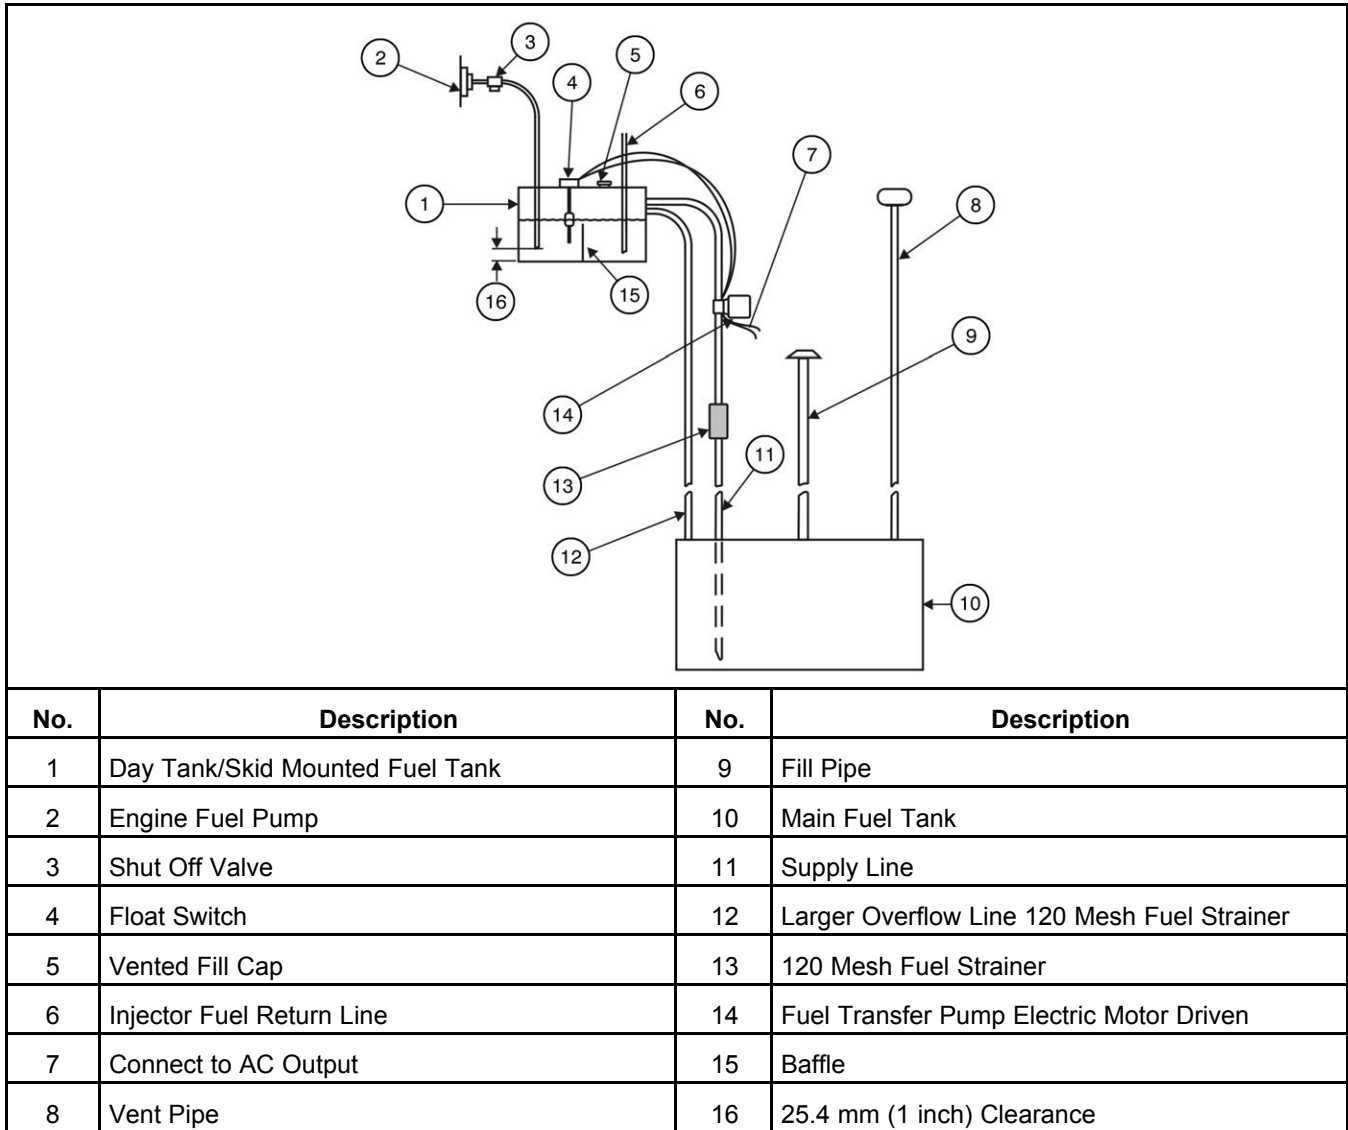 2
3
4
5
6
7
1
8
16
15
9
14
13
11
12
10
No. Description No. Description
1 Day Tank/Skid Mounted Fuel Tank 9 Fill Pipe
2 Engine Fuel Pump 10 Main Fuel Tank
3 Shut Off Valve 11 Supply Line
4 Float Switch 12 Larger Overflow Line 120 Mesh Fuel Strainer
5 Vented Fill Cap 13 120 Mesh Fuel Strainer
6 Injector Fuel Return Line 14 Fuel Transfer Pump Electric Motor Driven
7 Connect to AC Output 15 Baffle
8 Vent Pipe 16 25.4 mm (1 inch) Clearance